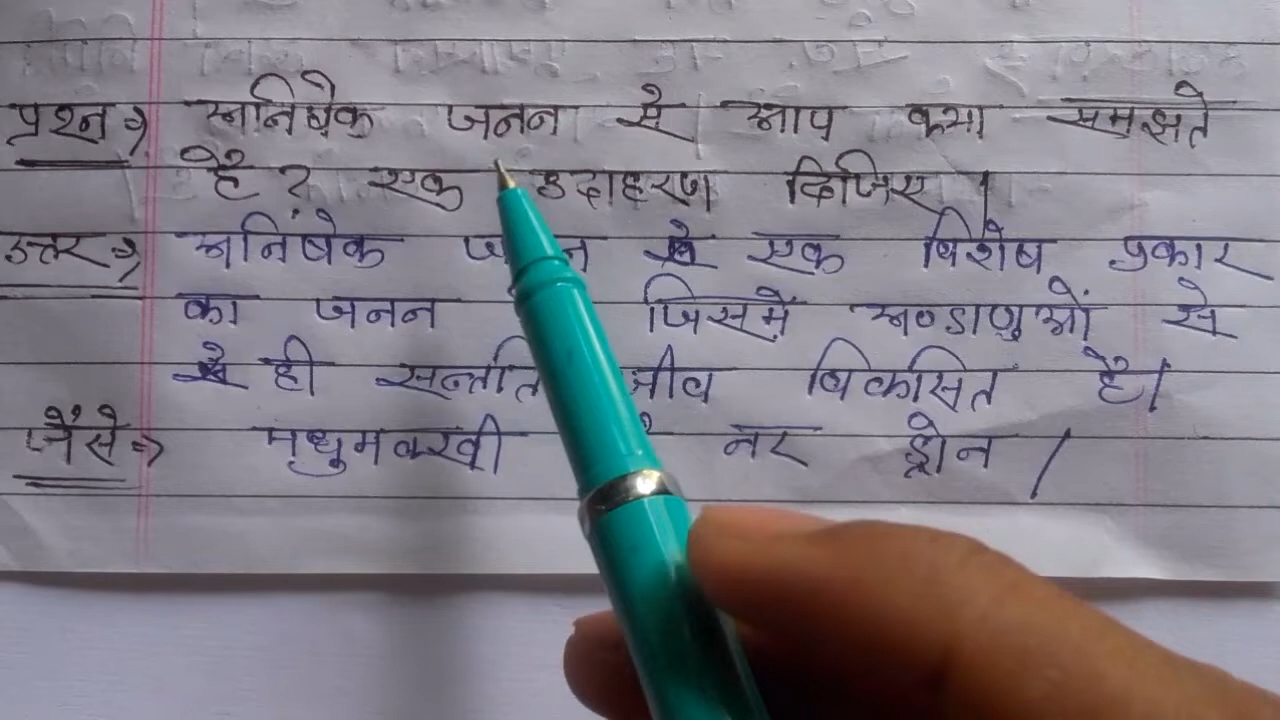 प्रश्न⇒ अनिषेक जनन से आप क्या समझते
है? एक उदाहरण दिजिए।
उत्तर⇒ अनिंषेक एक विशेष प्रकार
का जनन जिसमें अण्डाणुओं से
ही सन्तति जीव विकसित है।
जैसे⇒ मधुमक्खी नर ड्रोन।